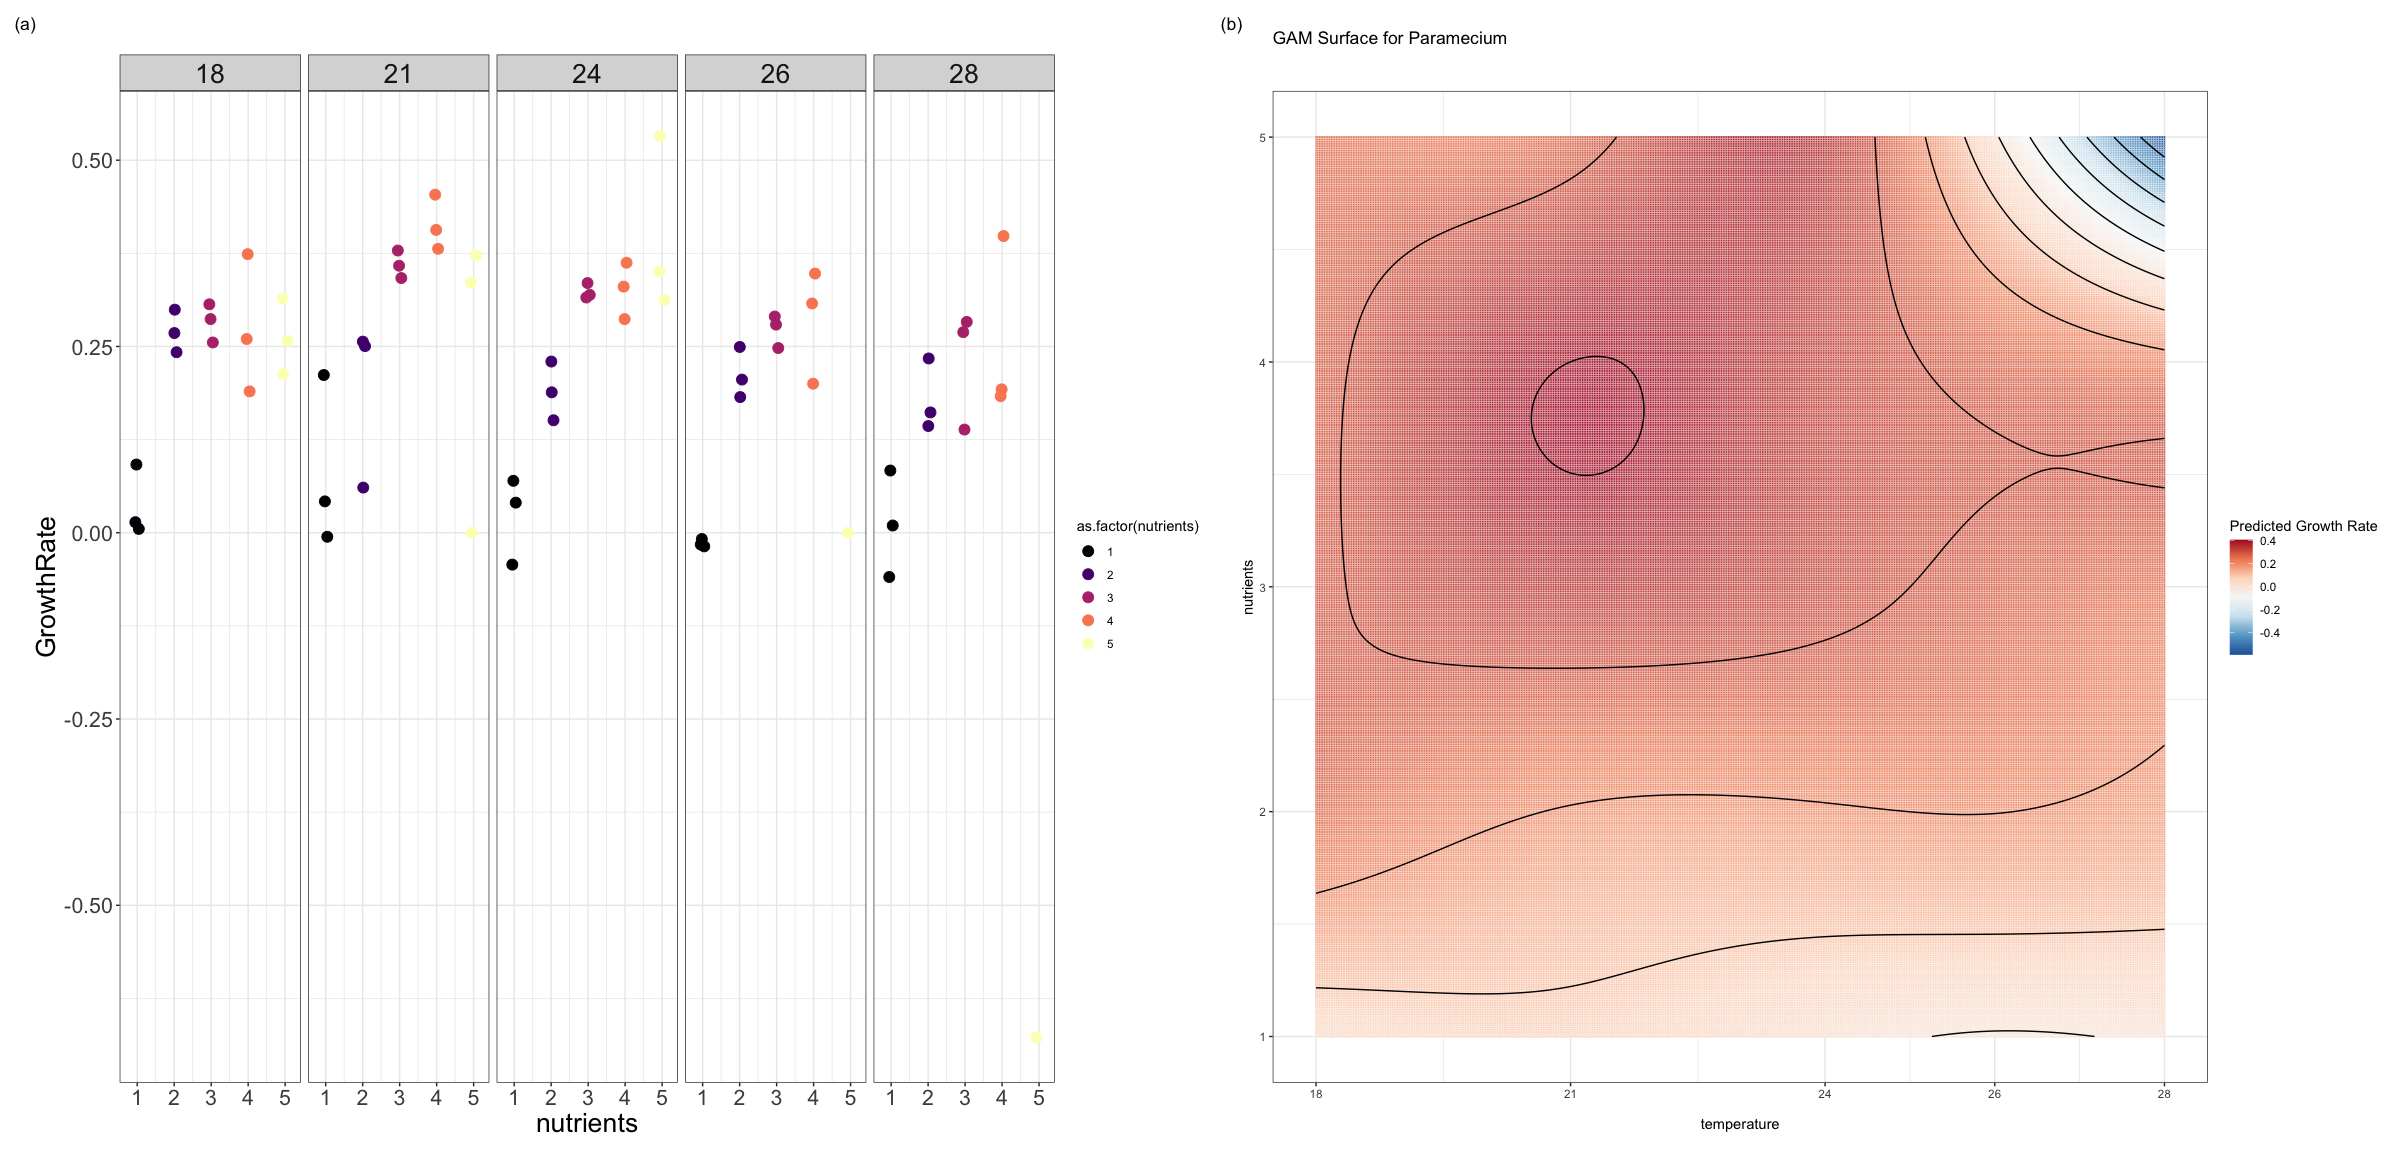 (a)
18 21 24 26 28
0.50
0.25
0.00
-0.25
-0.50
GrowthRate
1 2 3 4 5 1 2 3 4 5 1 2 3 4 5 1 2 3 4 5 1 2 3 4 5
nutrients
as.factor(nutrients)
1
2
3
4
5
(b)
GAM Surface for Paramecium
5
4
3
2
1
nutrients
18 21 24 26 28
temperature
Predicted Growth Rate
0.4
0.2
0.0
-0.2
-0.4